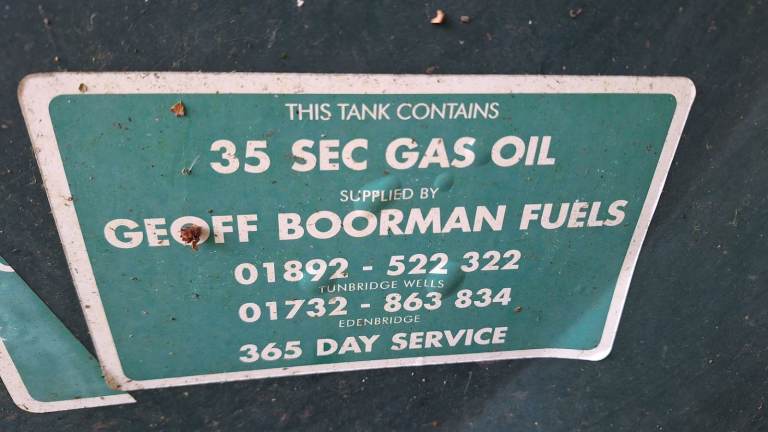 THIS TANK CONTAINS
35 SEC GAS OIL
SUPPLIED BY
GEOFF BOORMAN FUELS
01892 - 522 322
TUNBRIDGE WELLS
01732 - 863 834
EDENBRIDGE
365 DAY SERVICE